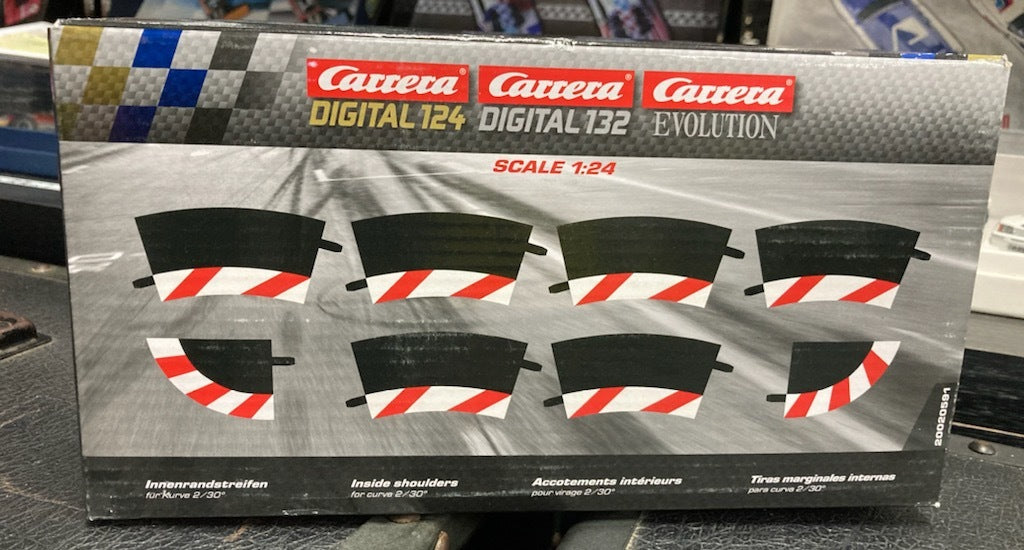 Carrera Carrera Carrera
DIGITAL 124 DIGITAL 132 EVOLUTION
SCALE 1:24
20020591
Innenrandstreifen
für Kurve 2/30°
Inside shoulders
for curve 2/30°
Accotements intérieurs
pour virage 2/30°
Tiras marginales internas
para curva 2/30°